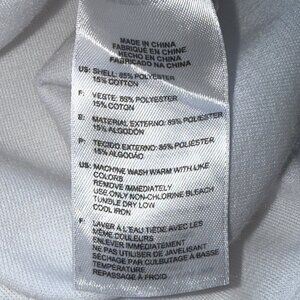 MADE IN CHINA
FABRIQUÉ EN CHINE
HECHO EN CHINA
FABRICADO NA CHINA
US: SHELL: 85% POLYESTER
15% COTTON
F: VESTE: 85% POLYESTER
15% COTON
E: MATERIAL EXTERNO: 85% POLIÉSTER
15% ALGODÓN
P: TECIDO EXTERNO: 85% POLIÉSTER
15% ALGODÃO
US: MACHINE WASH WARM WITH LIKE
COLORS
REMOVE IMMEDIATELY
USE ONLY NON-CHLORINE BLEACH
TUMBLE DRY LOW
COOL IRON
F: LAVER À L'EAU TIÈDE AVEC LES
MÊME COULEURS
ENLEVER IMMÉDIATEMENT
NE PAS UTILISER DE JAVELISANT
SÉCHAGE PAR CULBUTAGE À BASSE
TEMPÉRATURE
REPASSAGE À FROID